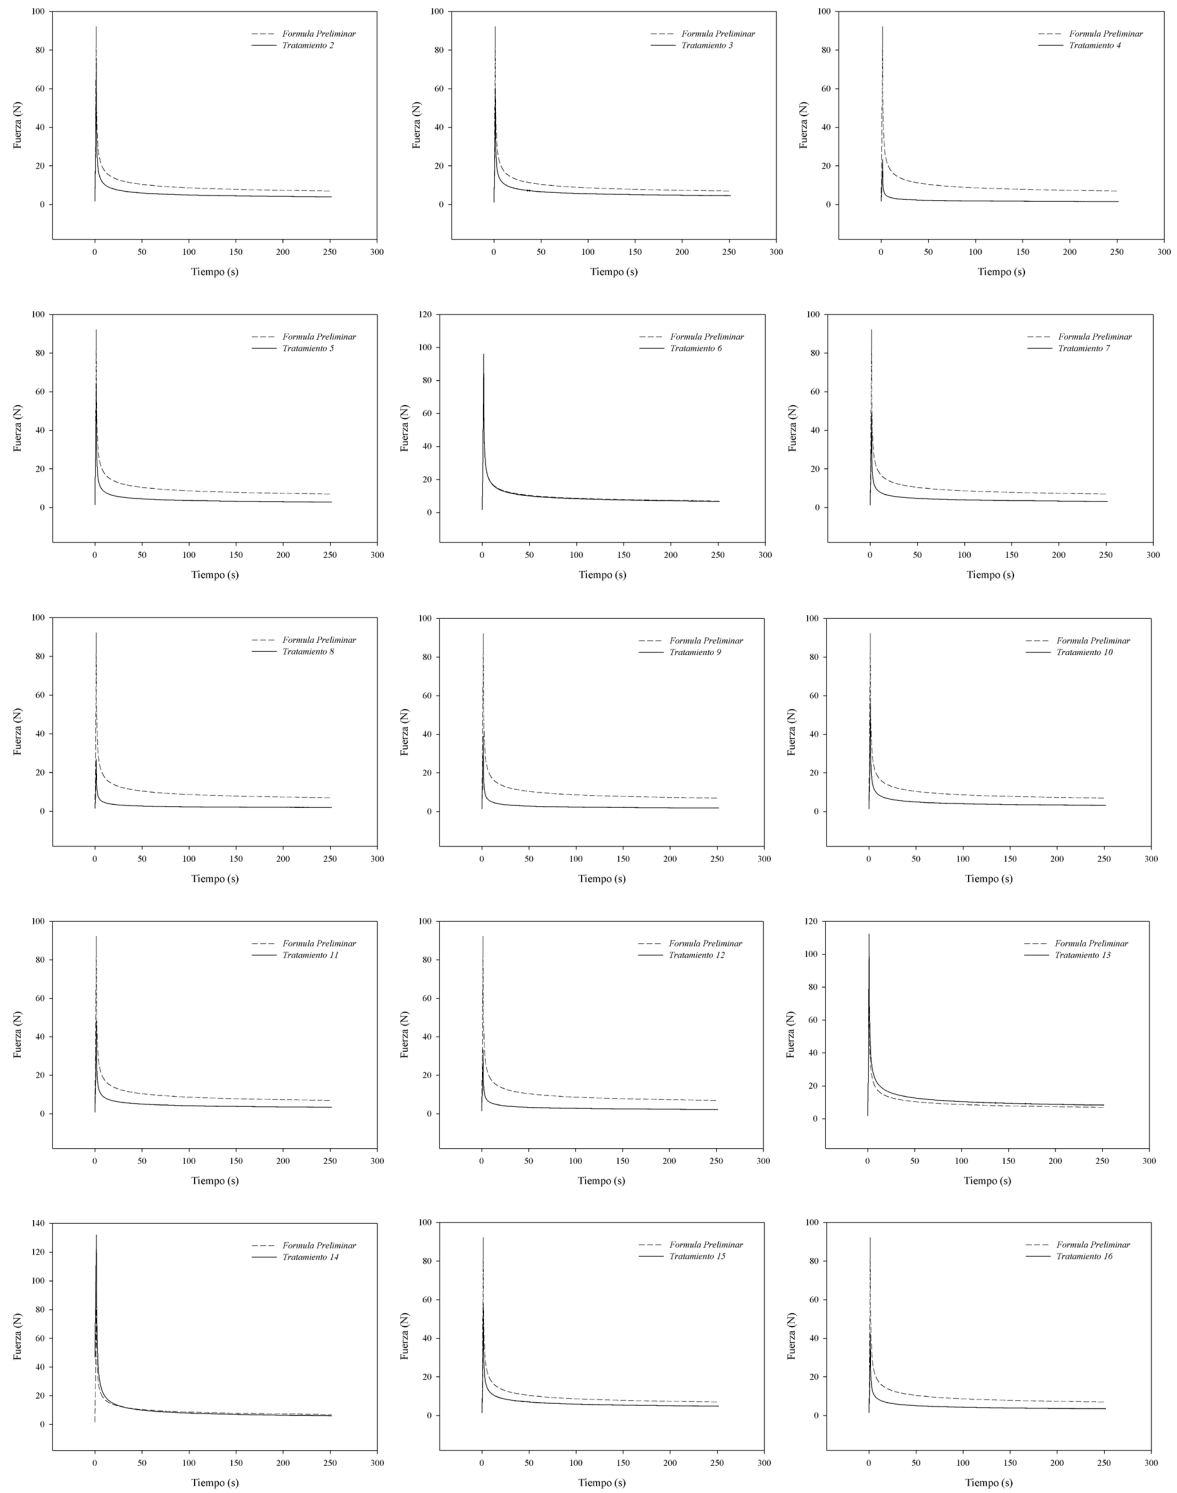 100
80
60
40
20
0
Fuerza (N)
Formula Preliminar
Tratamiento 2
0 50 100 150 200 250 300
Tiempo (s)
100
80
60
40
20
0
Fuerza (N)
Formula Preliminar
Tratamiento 3
0 50 100 150 200 250 300
Tiempo (s)
100
80
60
40
20
0
Fuerza (N)
Formula Preliminar
Tratamiento 4
0 50 100 150 200 250 300
Tiempo (s)
100
80
60
40
20
0
Fuerza (N)
Formula Preliminar
Tratamiento 5
0 50 100 150 200 250 300
Tiempo (s)
120
100
80
60
40
20
0
Fuerza (N)
Formula Preliminar
Tratamiento 6
0 50 100 150 200 250 300
Tiempo (s)
100
80
60
40
20
0
Fuerza (N)
Formula Preliminar
Tratamiento 7
0 50 100 150 200 250 300
Tiempo (s)
100
80
60
40
20
0
Fuerza (N)
Formula Preliminar
Tratamiento 8
0 50 100 150 200 250 300
Tiempo (s)
100
80
60
40
20
0
Fuerza (N)
Formula Preliminar
Tratamiento 9
0 50 100 150 200 250 300
Tiempo (s)
100
80
60
40
20
0
Fuerza (N)
Formula Preliminar
Tratamiento 10
0 50 100 150 200 250 300
Tiempo (s)
100
80
60
40
20
0
Fuerza (N)
Formula Preliminar
Tratamiento 11
0 50 100 150 200 250 300
Tiempo (s)
100
80
60
40
20
0
Fuerza (N)
Formula Preliminar
Tratamiento 12
0 50 100 150 200 250 300
Tiempo (s)
120
100
80
60
40
20
0
Fuerza (N)
Formula Preliminar
Tratamiento 13
0 50 100 150 200 250 300
Tiempo (s)
140
120
100
80
60
40
20
0
Fuerza (N)
Formula Preliminar
Tratamiento 14
0 50 100 150 200 250 300
Tiempo (s)
100
80
60
40
20
0
Fuerza (N)
Formula Preliminar
Tratamiento 15
0 50 100 150 200 250 300
Tiempo (s)
100
80
60
40
20
0
Fuerza (N)
Formula Preliminar
Tratamiento 16
0 50 100 150 200 250 300
Tiempo (s)